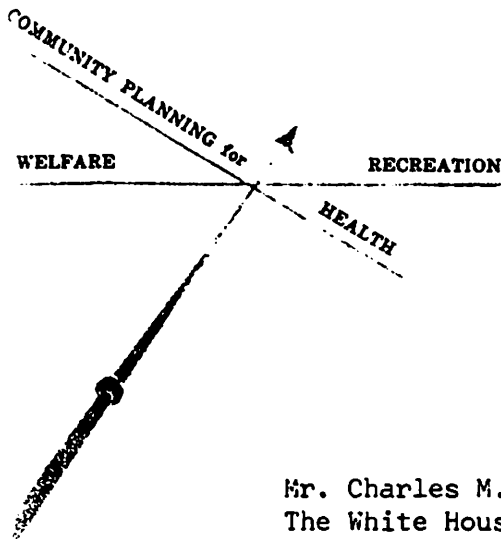 COMMUNITY PLANNING for
WELFARE
RECREATION
HEALTH
Mr. Charles M.
The White Hous